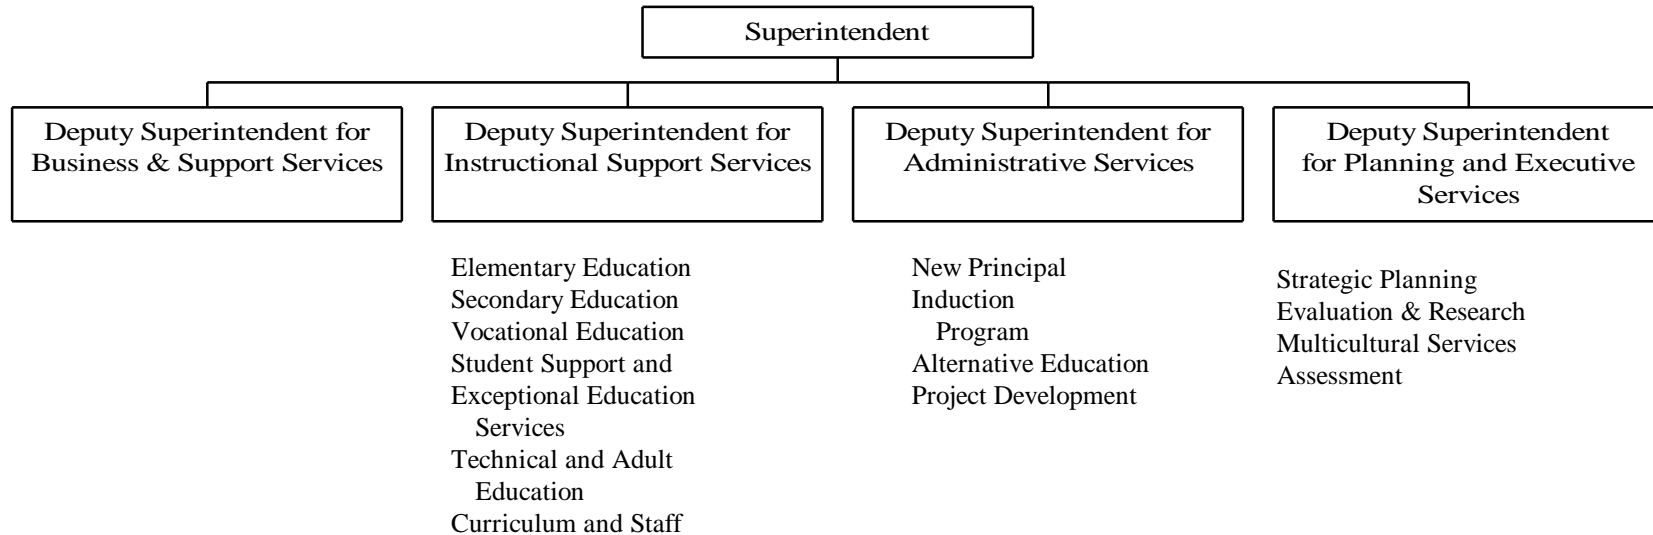 Superintendent
Deputy Superintendent for
Business & Support Services
Deputy Superintendent for
Instructional Support Services
Deputy Superintendent for
Administrative Services
Deputy Superintendent
for Planning and Executive
Services
Elementary Education
Secondary Education
Vocational Education
Student Support and
Exceptional Education
Services
Technical and Adult
Education
Curriculum and Staff
New Principal
Induction
Program
Alternative Education
Project Development
Strategic Planning
Evaluation & Research
Multicultural Services
Assessment